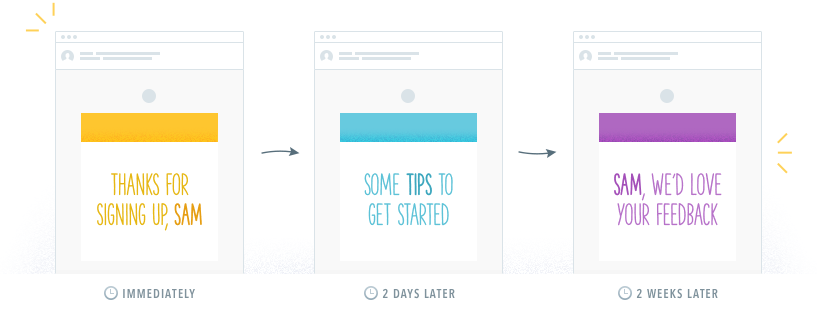 THANKS FOR
SIGNING UP, SAM
IMMEDIATELY
SOME TIPS TO
GET STARTED
2 DAYS LATER
SAM, WE'D LOVE
YOUR FEEDBACK
2 WEEKS LATER